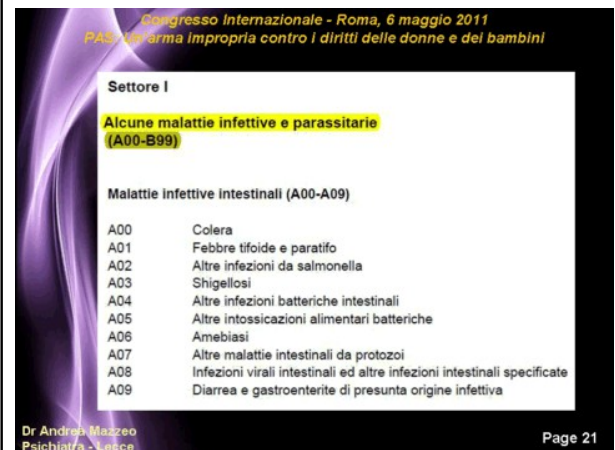 Congresso Internazionale - Roma, 6 maggio 2011
PAS: Un'arma impropria contro i diritti delle donne e dei bambini
Settore I
Alcune malattie infettive e parassitarie
(A00-B99)
Malattie infettive intestinali (A00-A09)
A00 Colera
A01 Febbre tifoide e paratifo
A02 Altre infezioni da salmonella
A03 Shigellosi
A04 Altre infezioni batteriche intestinali
A05 Altre intossicazioni alimentari batteriche
A06 Amebiasi
A07 Altre malattie intestinali da protozoi
A08 Infezioni virali intestinali ed altre infezioni intestinali specificate
A09 Diarrea e gastroenterite di presunta origine infettiva
Dr Andrea Mazzeo
Psichiatra - Lecce
Page 21